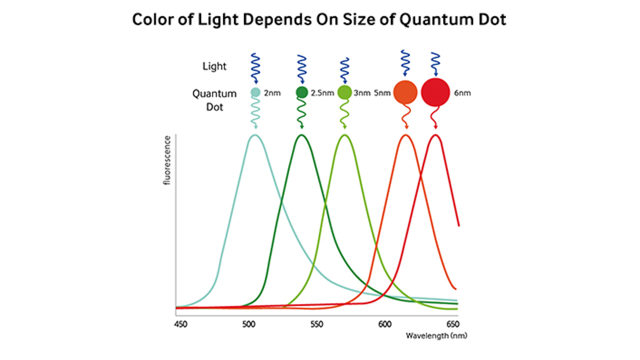 Color of Light Depends On Size of Quantum Dot
Light
Quantum
Dot
2nm
2.5nm
3nm
5nm
6nm
fluorescence
450
500
550
600
650
Wavelength (nm)